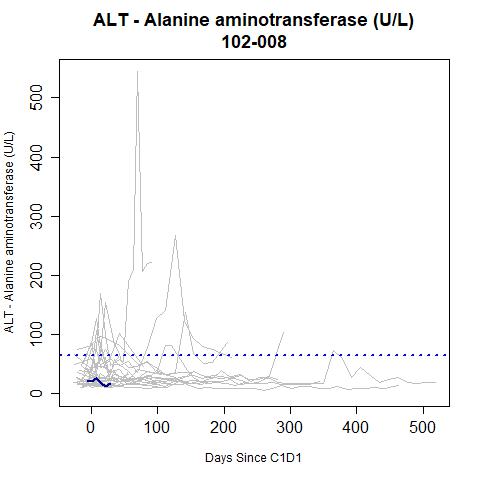 ALT - Alanine aminotransferase (U/L)
102-008
ALT - Alanine aminotransferase (U/L)
500
400
300
200
100
0
0 100 200 300 400 500
Days Since C1D1